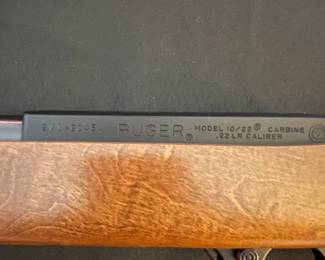 RUGER® MODEL 10/22® CARBINE
.22 LR CALIBER